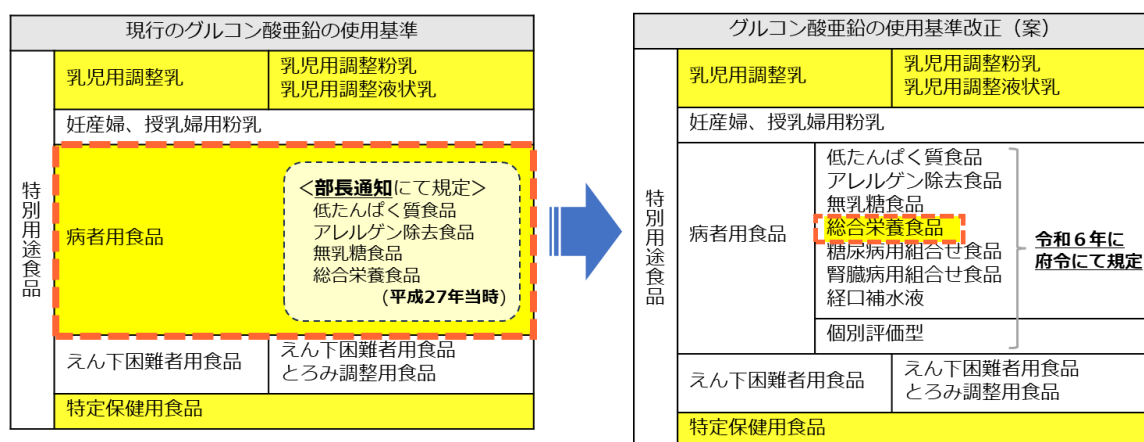 現行のグルコン酸亜鉛の使用基準
特別用途食品
乳児用調整乳
乳児用調整粉乳
乳児用調整液状乳
妊産婦、授乳婦用粉乳
病者用食品
<部長通知にて規定>
低たんぱく質食品
アレルゲン除去食品
無乳糖食品
総合栄養食品
(平成27年当時)
えん下困難者用食品
えん下困難者用食品
とろみ調整用食品
特定保健用食品
グルコン酸亜鉛の使用基準改正（案）
特別用途食品
乳児用調整乳
乳児用調整粉乳
乳児用調整液状乳
妊産婦、授乳婦用粉乳
病者用食品
低たんぱく質食品
アレルゲン除去食品
無乳糖食品
総合栄養食品
糖尿病用組合せ食品
腎臓病用組合せ食品
経口補水液
個別評価型
令和６年に
府令にて規定
えん下困難者用食品
えん下困難者用食品
とろみ調整用食品
特定保健用食品